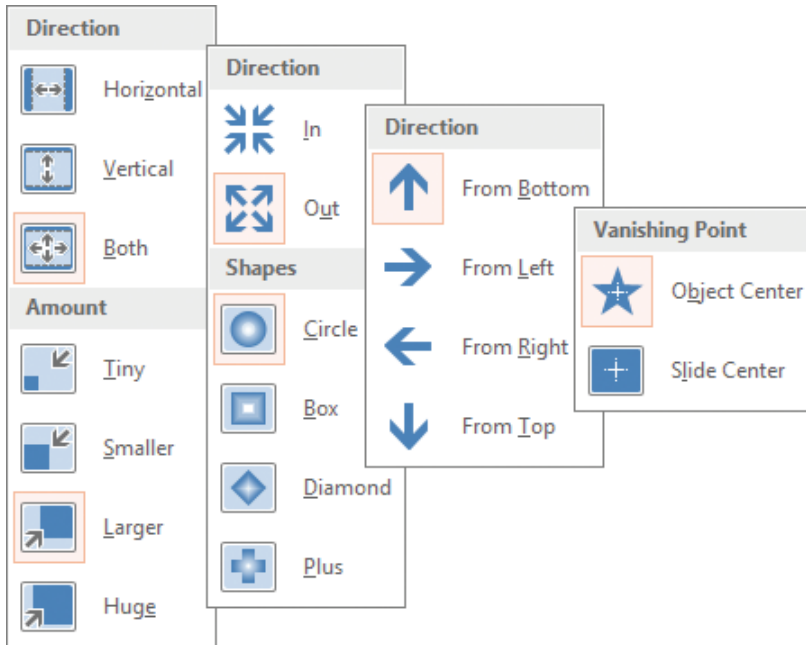 Direction
Horizontal
Vertical
Both
Amount
Tiny
Smaller
Larger
Huge
Direction
In
Out
Shapes
Circle
Box
Diamond
Plus
Direction
From Bottom
From Left
From Right
From Top
Vanishing Point
Object Center
Slide Center